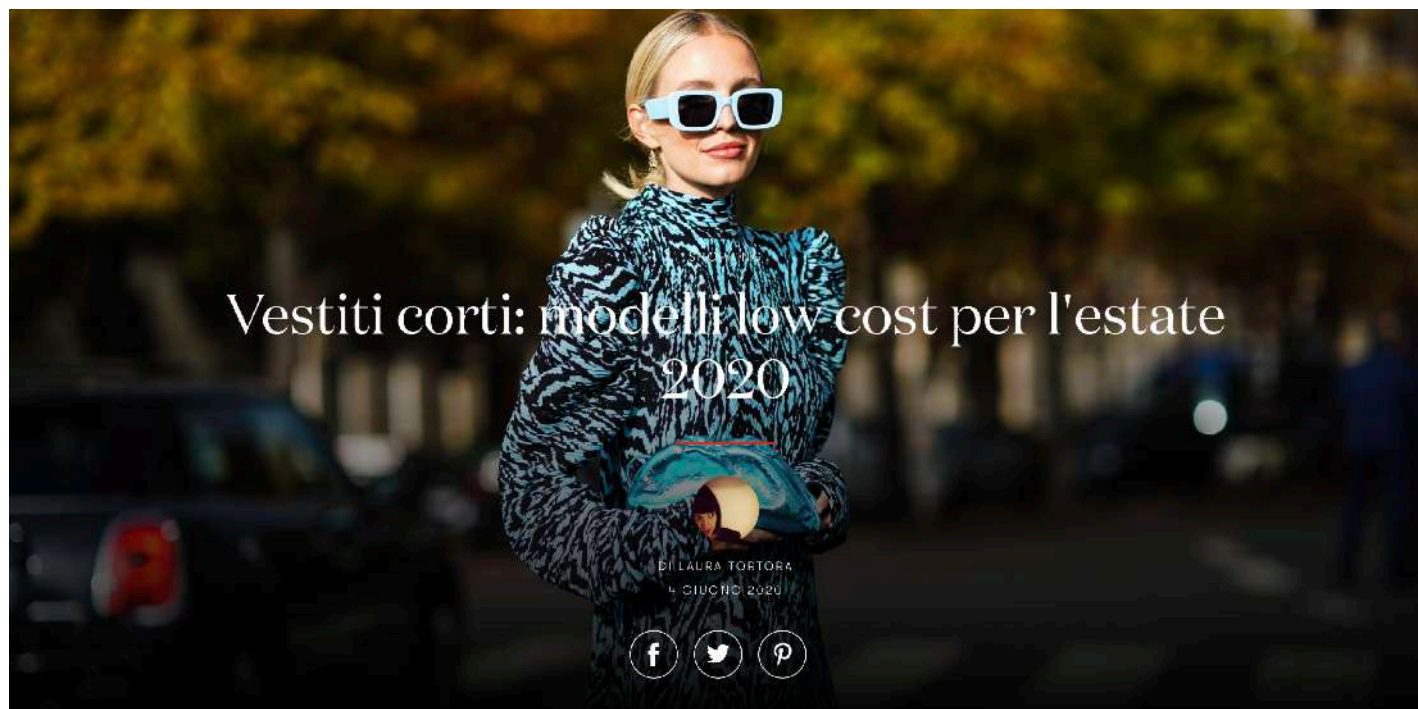 Vestiti corti: modelli low cost per l'estate
2020
DI LAURA TORTORA
4 GIUGNO 2020